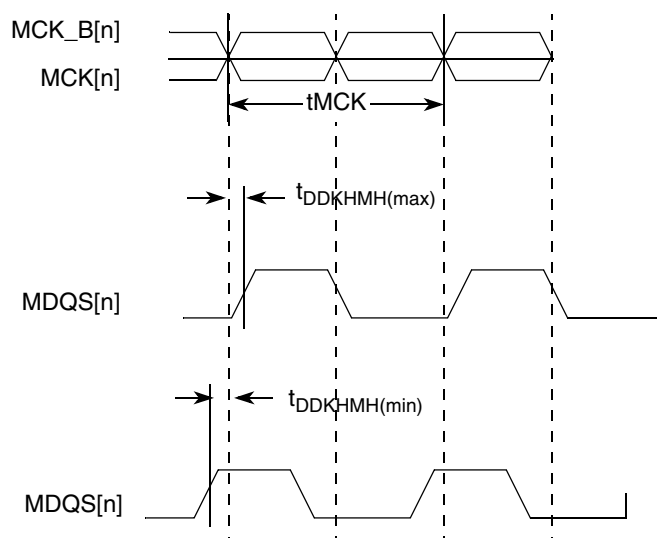 MCK_B[n]
MCK[n]
tMCK
tDDKHMH(max)
MDQS[n]
tDDKHMH(min)
MDQS[n]